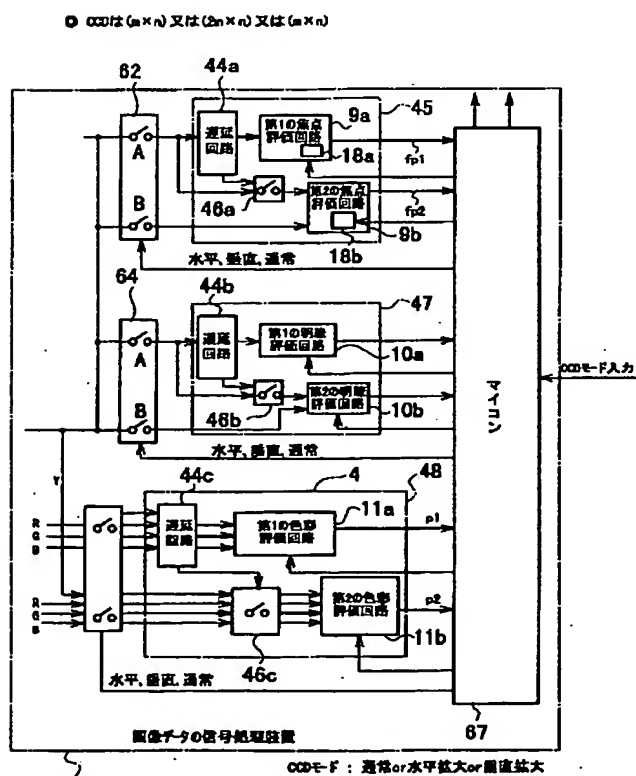 CCDは(m×n)又は(2m×n)又は(m×n)
62
44a
45
A
B
遅延
回路
第1の焦点
評価回路
9a
18a
fp1
46a
第2の焦点
評価回路
fp2
18b
9b
水平、垂直、通常
64
44b
47
A
B
遅延
回路
第1の明暗
評価回路
10a
46b
第2の明暗
評価回路
10b
水平、垂直、通常
マイコン
CCDモード入力
Y
44c
4
48
R
G
B
遅延
回路
第1の色彩
評価回路
11a
p1
R
G
B
46c
第2の色彩
評価回路
p2
11b
水平、垂直、通常
67
画像データの信号処理装置
CCDモード : 通常or水平拡大or垂直拡大